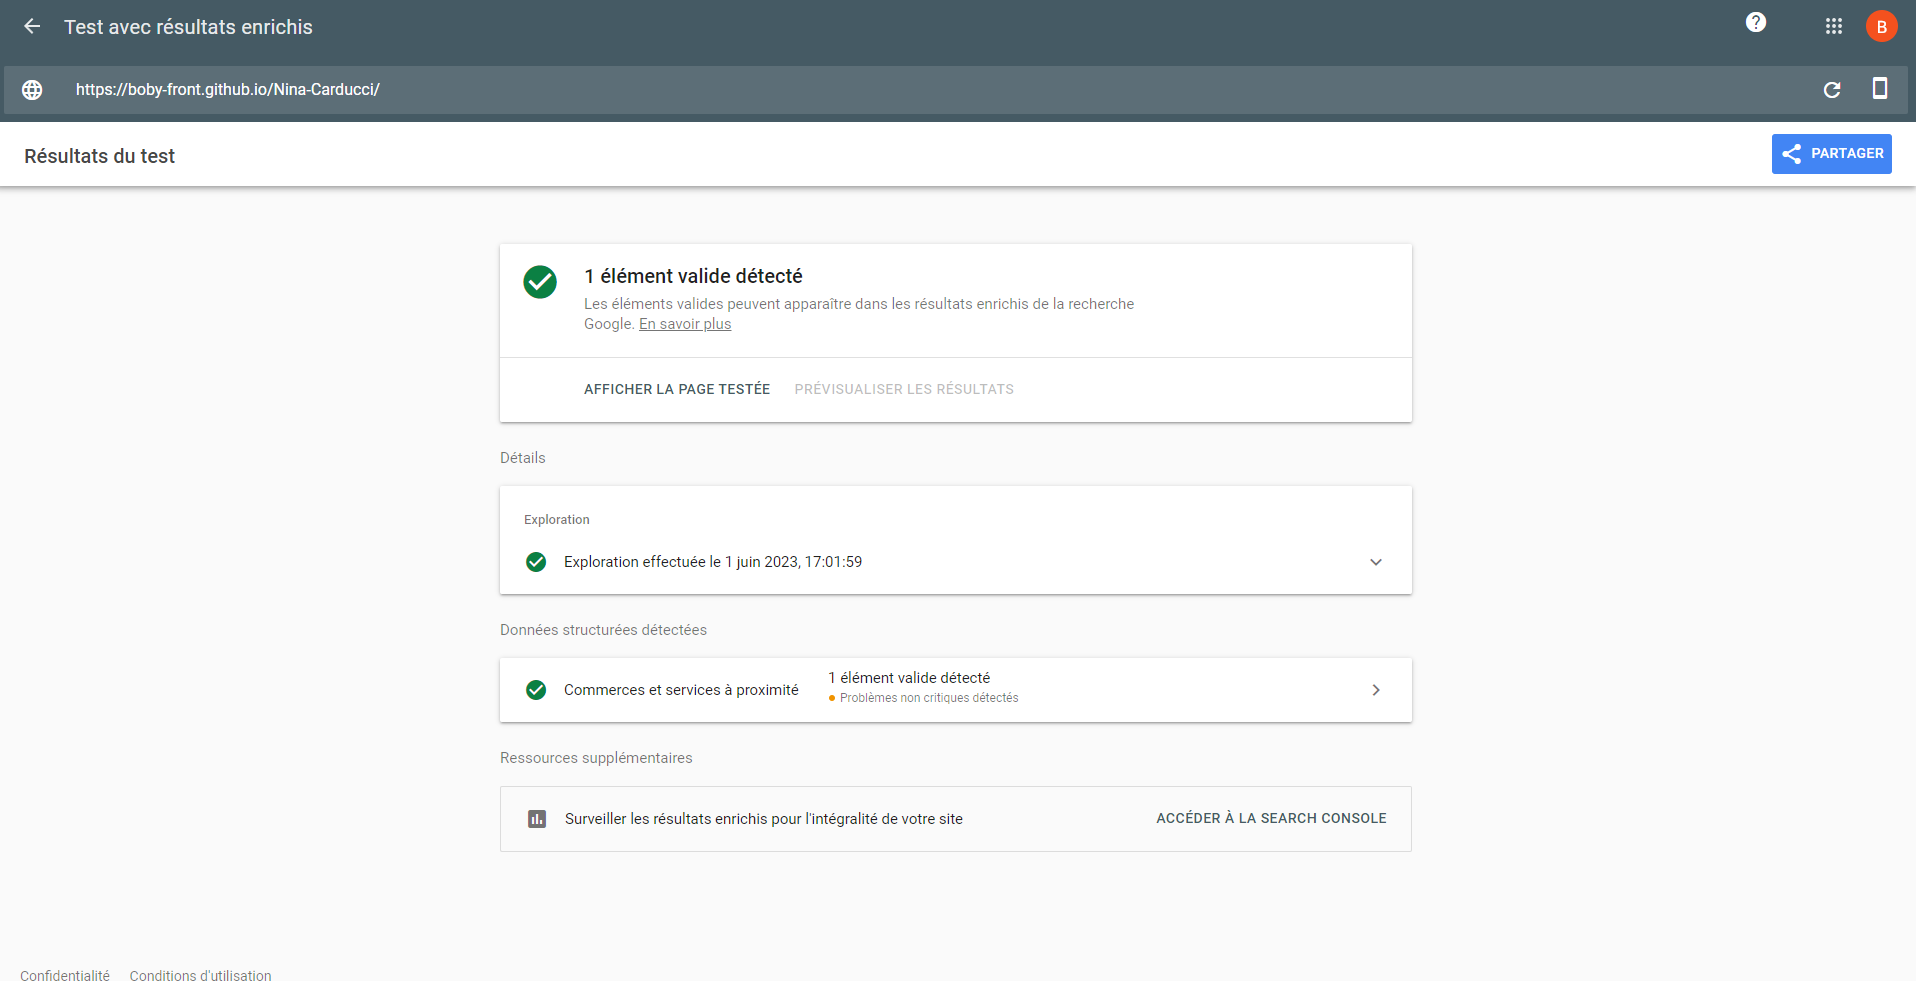 Test avec résultats enrichis
B
https://boby-front.github.io/Nina-Carducci/
Résultats du test
PARTAGER
1 élément valide détecté
Les éléments valides peuvent apparaître dans les résultats enrichis de la recherche
Google. En savoir plus
AFFICHER LA PAGE TESTÉE PRÉVISUALISER LES RÉSULTATS
Détails
Exploration
Exploration effectuée le 1 juin 2023, 17:01:59
Données structurées détectées
Commerces et services à proximité
1 élément valide détecté
Problèmes non critiques détectés
Ressources supplémentaires
Surveiller les résultats enrichis pour l'intégralité de votre site
ACCÉDER À LA SEARCH CONSOLE
Confidentialité Conditions d'utilisation